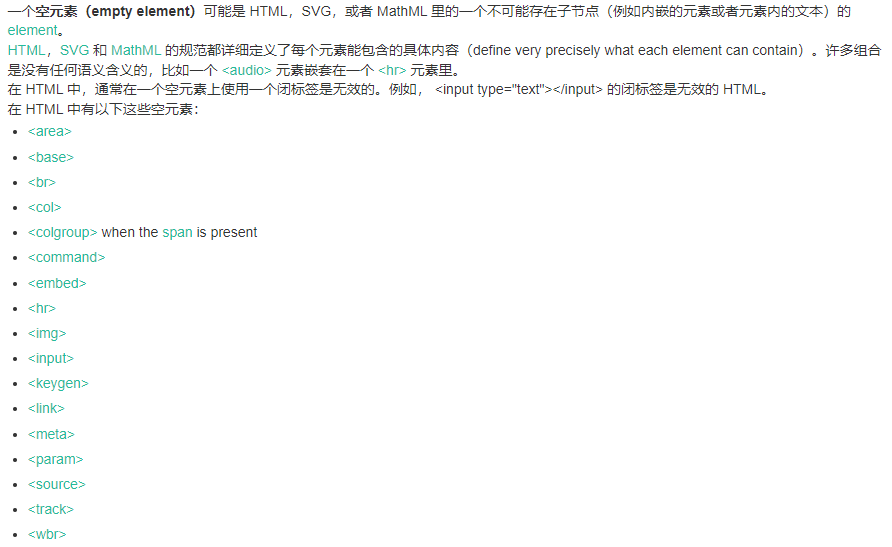 一个空元素（empty element）可能是 HTML，SVG，或者 MathML 里的一个不可能存在子节点（例如内嵌的元素或者元素内的文本）的
element。
HTML，SVG 和 MathML 的规范都详细定义了每个元素能包含的具体内容（define very precisely what each element can contain）。许多组合
是没有任何语义含义的，比如一个 <audio> 元素嵌套在一个 <hr> 元素里。
在 HTML 中，通常在一个空元素上使用一个闭标签是无效的。例如， <input type="text"></input> 的闭标签是无效的 HTML。
在 HTML 中有以下这些空元素：
• <area>
• <base>
• <br>
• <col>
• <colgroup> when the span is present
• <command>
• <embed>
• <hr>
• <img>
• <input>
• <keygen>
• <link>
• <meta>
• <param>
• <source>
• <track>
• <wbr>